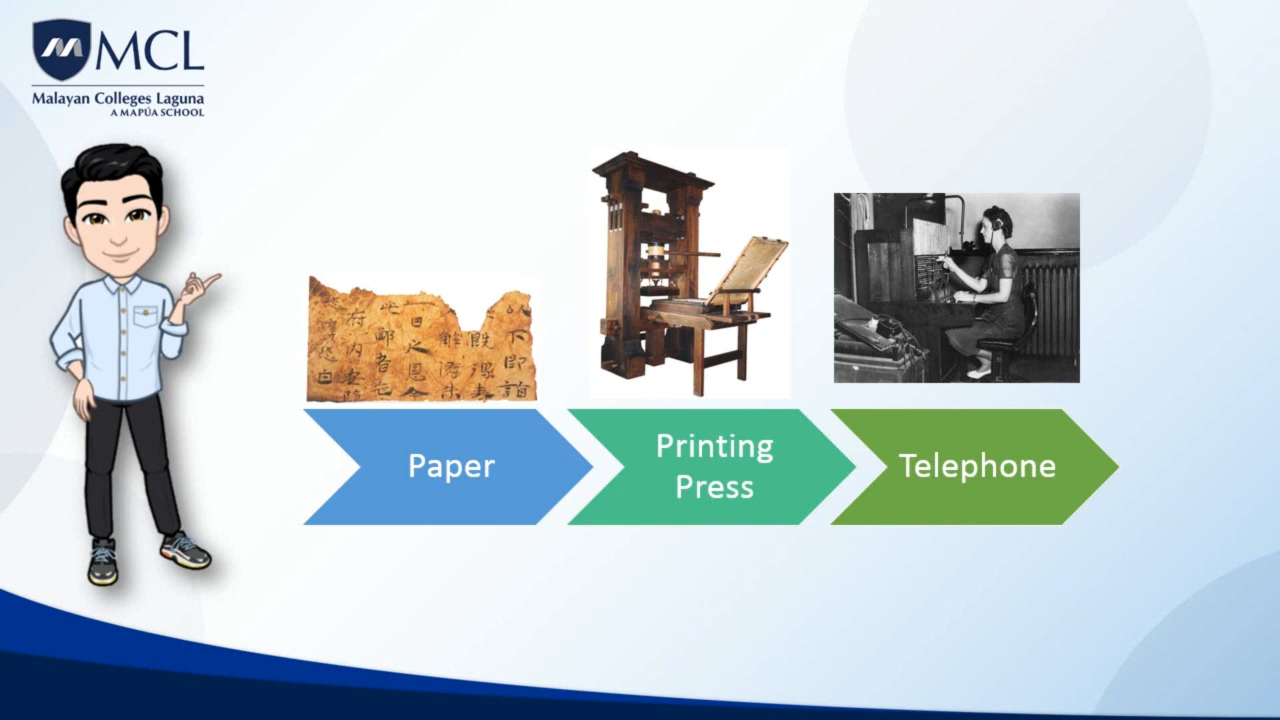 MCL
Malayan Colleges Laguna
A MAPÚA SCHOOL
Paper
Printing
Press
Telephone